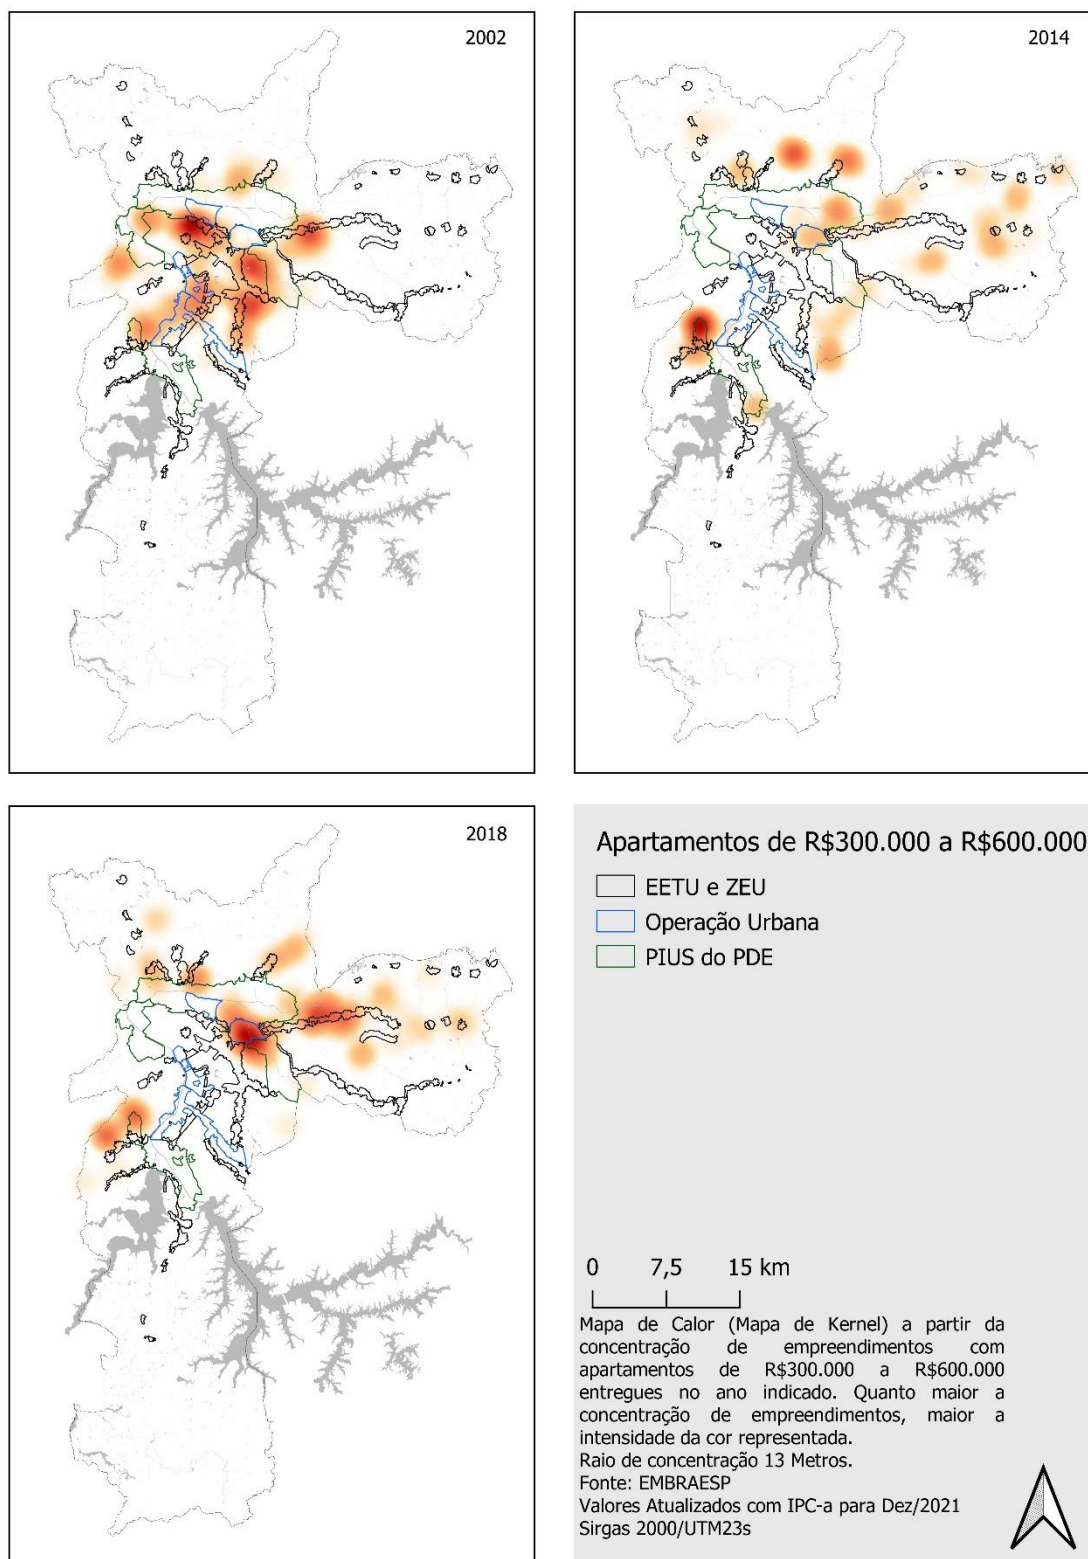 2002
2014
2018
Apartamentos de R$300.000 a R$600.000
EETU e ZEU
Operação Urbana
PIUS do PDE
0 7,5 15 km
Mapa de Calor (Mapa de Kernel) a partir da
concentração de empreendimentos com
apartamentos de R$300.000 a R$600.000
entregues no ano indicado. Quanto maior a
concentração de empreendimentos, maior a
intensidade da cor representada.
Raio de concentração 13 Metros.
Fonte: EMBRAESP
Valores Atualizados com IPC-a para Dez/2021
Sirgas 2000/UTM23s